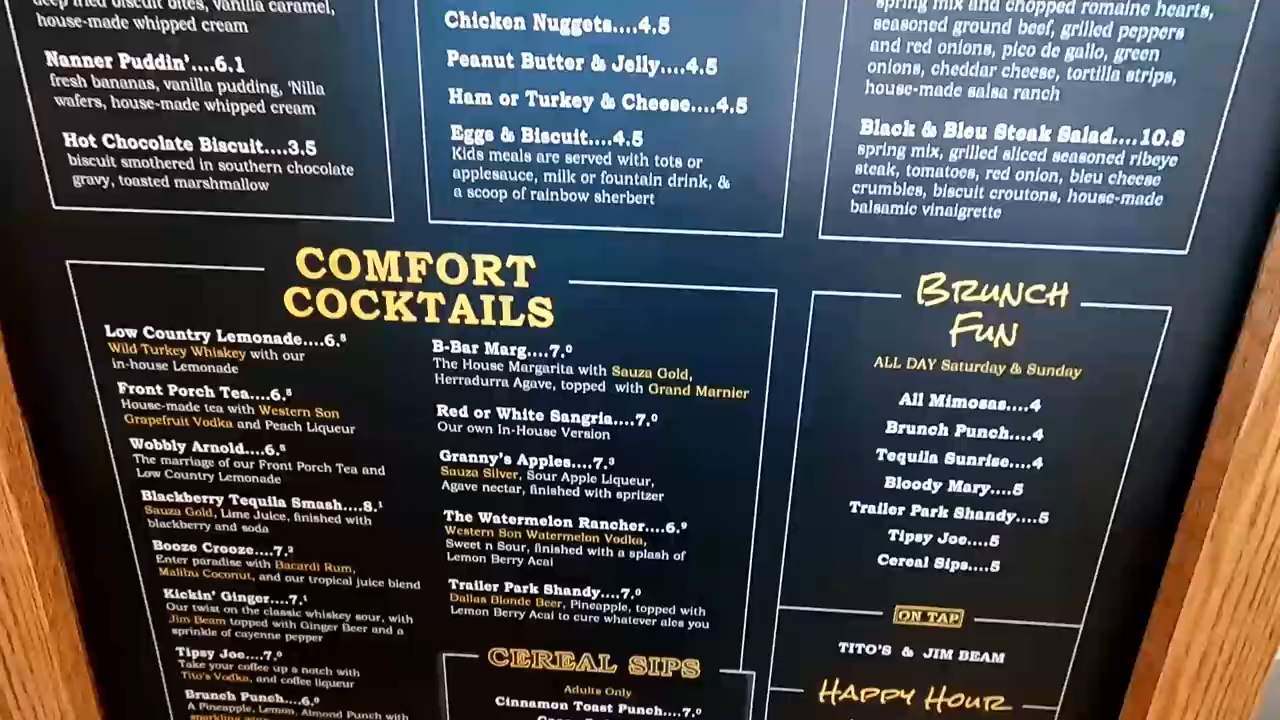 deep fried biscuit bites, vanilla caramel,
house-made whipped cream
Nanner Puddin'....6.1
fresh bananas, vanilla pudding, 'Nilla
wafers, house-made whipped cream
Hot Chocolate Biscuit....3.5
biscuit smothered in southern chocolate
gravy, toasted marshmallow
Chicken Nuggets....4.5
Peanut Butter & Jelly....4.5
Ham or Turkey & Cheese....4.5
Eggs & Biscuit....4.5
Kids meals are served with tots or
applesauce, milk or fountain drink, &
a scoop of rainbow sherbert
spring mix and chopped romaine hearts,
seasoned ground beef, grilled peppers
and red onions, pico de gallo, green
onions, cheddar cheese, tortilla strips,
house-made salsa ranch
Black & Bleu Steak Salad....10.8
spring mix, grilled sliced seasoned ribeye
steak, tomatoes, red onion, bleu cheese
crumbles, biscuit croutons, house-made
balsamic vinaigrette
COMFORT
COCKTAILS
Low Country Lemonade....6.⁵
Wild Turkey Whiskey with our
in-house Lemonade
Front Porch Tea....6.⁵
House-made tea with Western Son
Grapefruit Vodka and Peach Liqueur
Wobbly Arnold....6.⁵
The marriage of our Front Porch Tea and
Low Country Lemonade
Blackberry Tequila Smash....8.¹
Sauza Gold, Lime Juice, finished with
blackberry and soda
Booze Crooze....7.²
Enter paradise with Bacardi Rum,
Malibu Coconut, and our tropical juice blend
Kickin' Ginger....7.¹
Our twist on the classic whiskey sour, with
Jim Beam topped with Ginger Beer and a
sprinkle of cayenne pepper
Tipsy Joe....7.⁰
Take your coffee up a notch with
Tito's Vodka, and coffee liqueur
Brunch Punch....6.⁰
A Pineapple, Lemon, Almond Punch with
B-Bar Marg....7.⁰
The House Margarita with Sauza Gold,
Herradurra Agave, topped with Grand Marnier
Red or White Sangria....7.⁰
Our own In-House Version
Granny's Apples....7.³
Sauza Silver, Sour Apple Liqueur,
Agave nectar, finished with spritzer
The Watermelon Rancher....6.⁹
Western Son Watermelon Vodka,
Sweet n Sour, finished with a splash of
Lemon Berry Acai
Trailer Park Shandy....7.⁰
Dallas Blonde Beer, Pineapple, topped with
Lemon Berry Acai to cure whatever ales you
CEREAL SIPS
Adults Only
Cinnamon Toast Punch....7.⁰
BRUNCH
FUN
ALL DAY Saturday & Sunday
All Mimosas....4
Brunch Punch....4
Tequila Sunrise....4
Bloody Mary....5
Trailer Park Shandy....5
Tipsy Joe....5
Cereal Sips....5
ON TAP
TITO'S & JIM BEAM
HAPPY HOUR